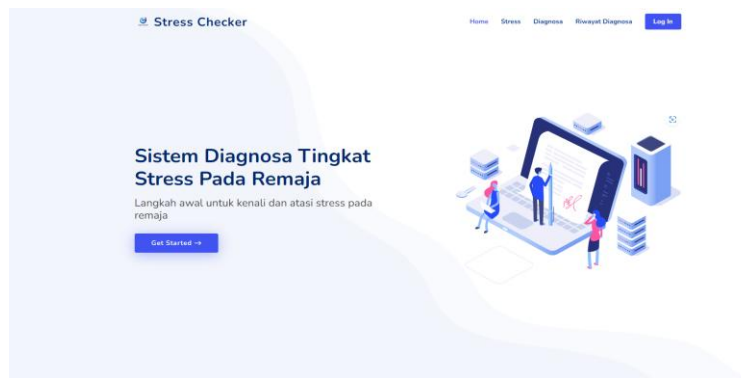 Stress Checker
Home Stress Diagnosa Riwayat Diagnosa Log In
Sistem Diagnosa Tingkat
Stress Pada Remaja
Langkah awal untuk kenali dan atasi stress pada
remaja
Get Started →